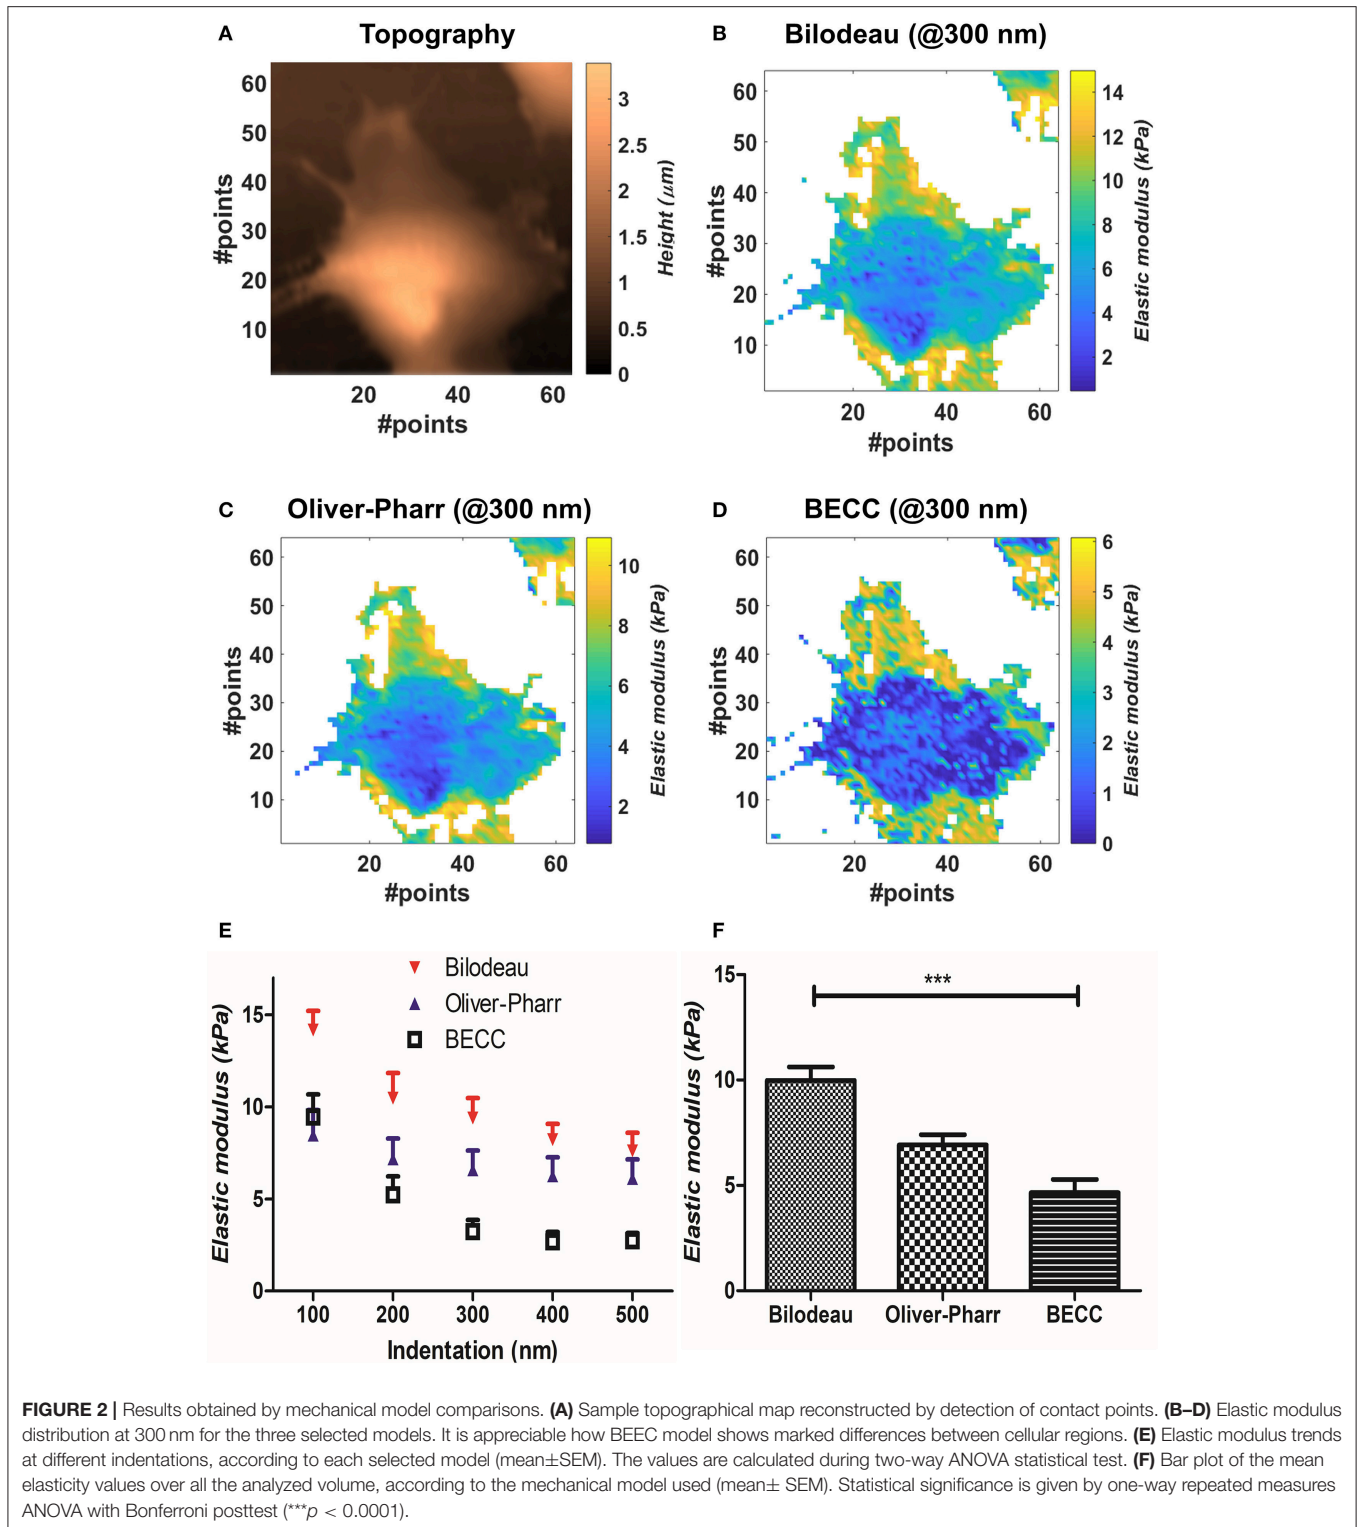 A Topography
60
50
40
30
20
10
#points
20 40 60
#points
3
2.5
2
1.5
1
0.5
0
Height (μm)
B Bilodeau (@300 nm)
60
50
40
30
20
10
#points
20 40 60
#points
14
12
10
8
6
4
2
Elastic modulus (kPa)
C Oliver-Pharr (@300 nm)
60
50
40
30
20
10
#points
20 40 60
#points
10
8
6
4
2
Elastic modulus (kPa)
D BECC (@300 nm)
60
50
40
30
20
10
#points
20 40 60
#points
6
5
4
3
2
1
0
Elastic modulus (kPa)
E
Bilodeau
Oliver-Pharr
BECC
15
10
5
0
Elastic modulus (kPa)
100 200 300 400 500
Indentation (nm)
F
***
15
10
5
0
Elastic modulus (kPa)
Bilodeau Oliver-Pharr BECC
FIGURE 2 | Results obtained by mechanical model comparisons. (A) Sample topographical map reconstructed by detection of contact points. (B–D) Elastic modulus
distribution at 300 nm for the three selected models. It is appreciable how BEEC model shows marked differences between cellular regions. (E) Elastic modulus trends
at different indentations, according to each selected model (mean±SEM). The values are calculated during two-way ANOVA statistical test. (F) Bar plot of the mean
elasticity values over all the analyzed volume, according to the mechanical model used (mean± SEM). Statistical significance is given by one-way repeated measures
ANOVA with Bonferroni posttest (***p < 0.0001).